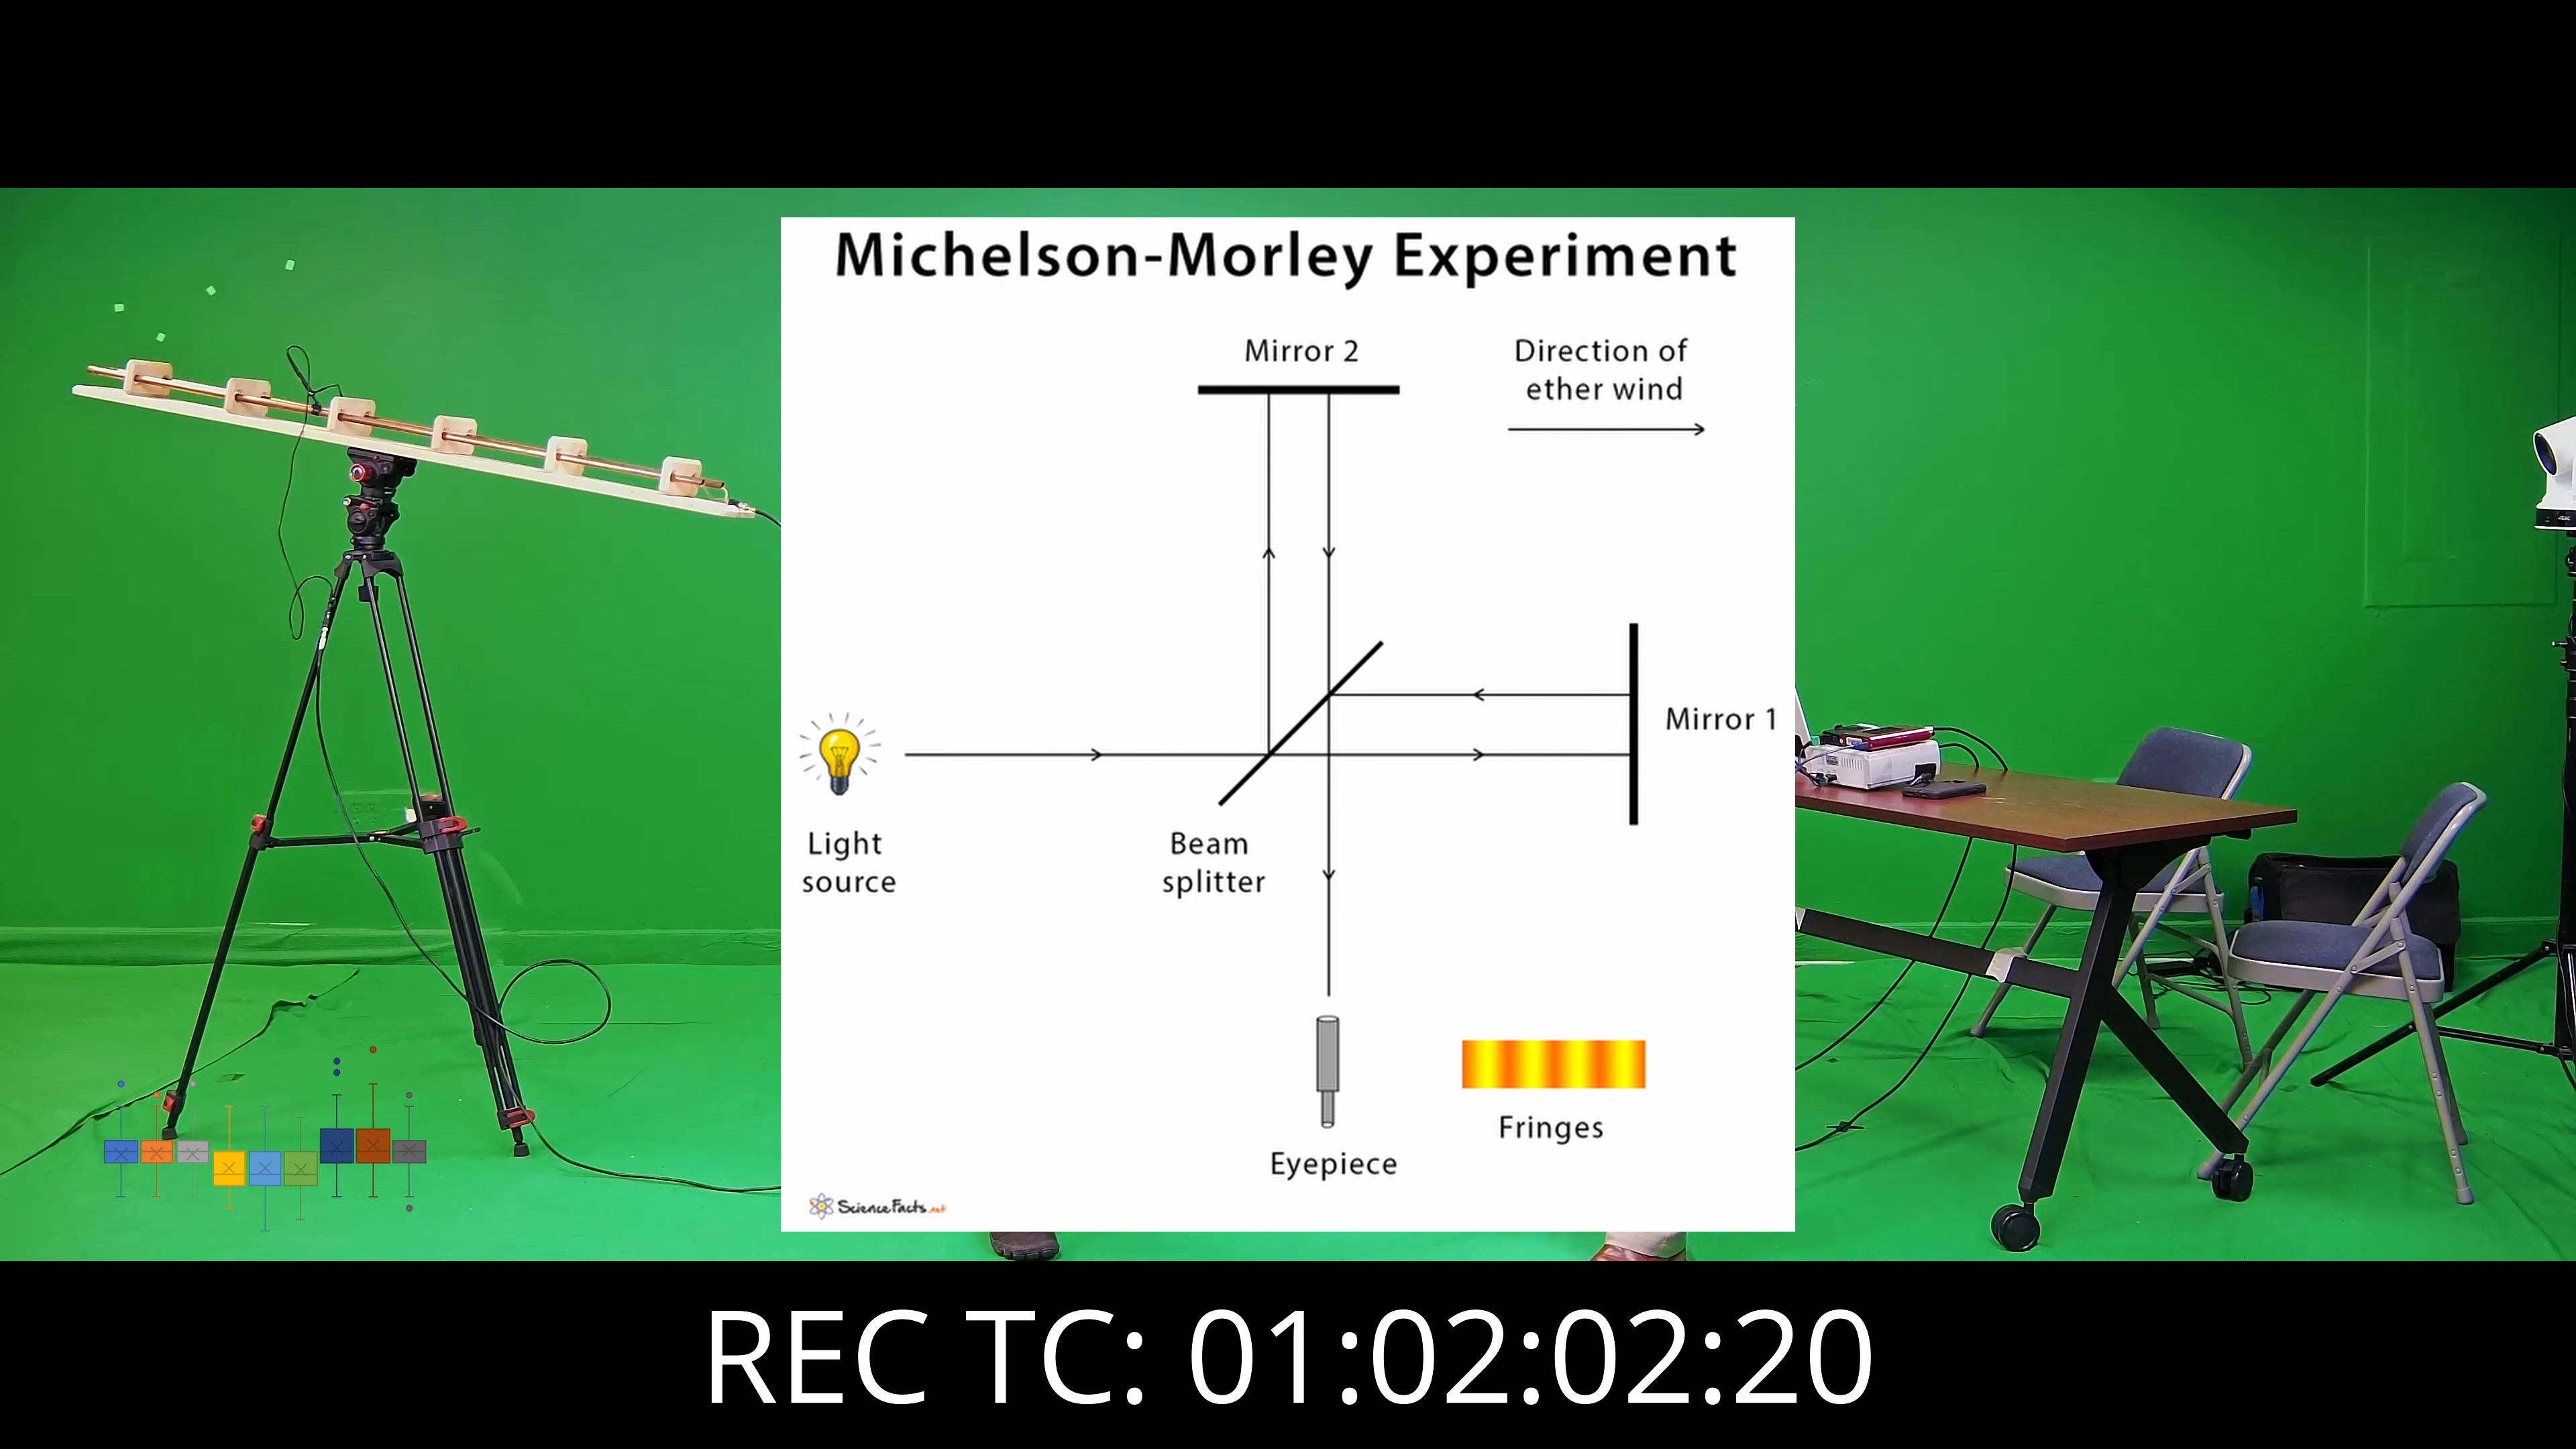 Michelson-Morley Experiment
Mirror 2
Direction of
ether wind
Mirror 1
Light
source
Beam
splitter
Fringes
Eyepiece
ScienceFacts.net
REC TC: 01:02:02:20